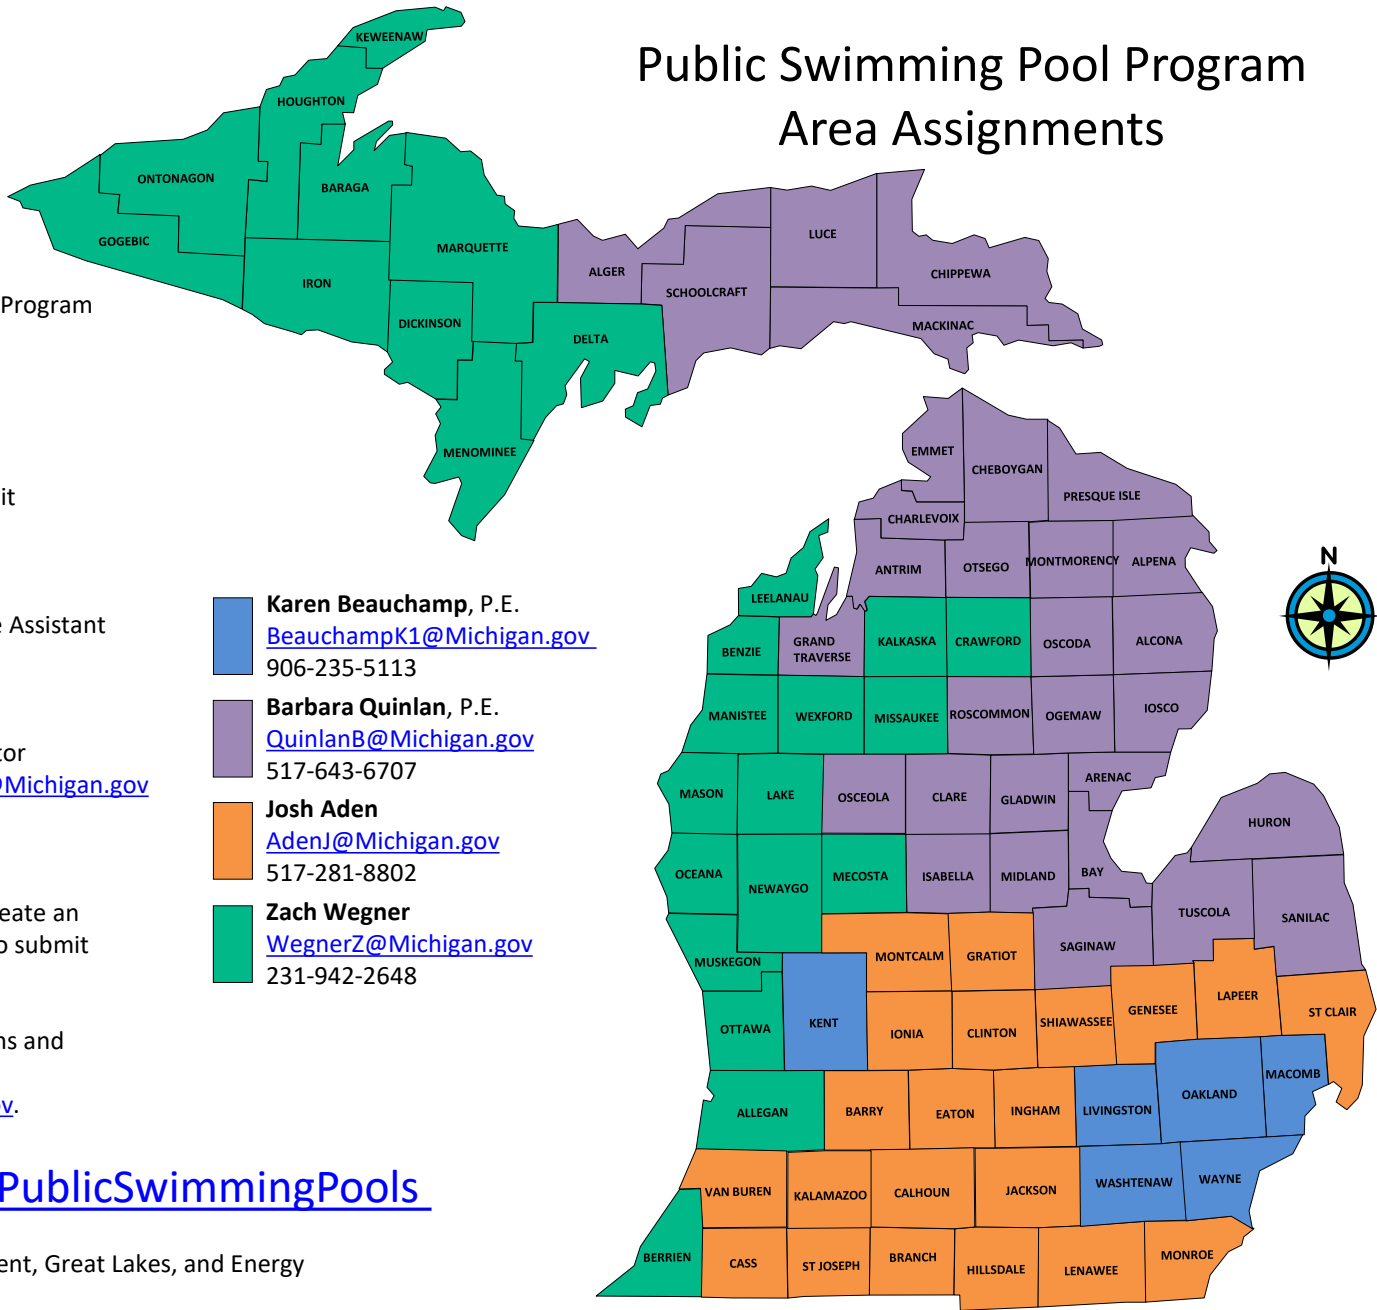 Public Swimming Pool Program
Area Assignments
KEWEENAW
HOUGHTON
ONTONAGON
BARAGA
GOGEBIC
MARQUETTE
IRON
DICKINSON
DELTA
MENOMINEE
ALGER
SCHOOLCRAFT
LUCE
CHIPPEWA
MACKINAC
Program
it
e Assistant
tor
@Michigan.gov
eate an
o submit
ns and
ov.
PublicSwimmingPools
ent, Great Lakes, and Energy
Karen Beauchamp, P.E.
BeauchampK1@Michigan.gov
906-235-5113
Barbara Quinlan, P.E.
QuinlanB@Michigan.gov
517-643-6707
Josh Aden
AdenJ@Michigan.gov
517-281-8802
Zach Wegner
WegnerZ@Michigan.gov
231-942-2648
N
EMMET
CHEBOYGAN
PRESQUE ISLE
CHARLEVOIX
ANTRIM
OTSEGO
MONTMORENCY
ALPENA
LEELANAU
BENZIE
GRAND
TRAVERSE
KALKASKA
CRAWFORD
OSCODA
ALCONA
MANISTEE
WEXFORD
MISSAUKEE
ROSCOMMON
OGEMAW
IOSCO
MASON
LAKE
OSCEOLA
CLARE
GLADWIN
ARENAC
HURON
OCEANA
NEWAYGO
MECOSTA
ISABELLA
MIDLAND
BAY
TUSCOLA
SANILAC
MUSKEGON
MONTCALM
GRATIOT
SAGINAW
OTTAWA
KENT
IONIA
CLINTON
SHIAWASSEE
GENESEE
LAPEER
ST CLAIR
ALLEGAN
BARRY
EATON
INGHAM
LIVINGSTON
OAKLAND
MACOMB
VAN BUREN
KALAMAZOO
CALHOUN
JACKSON
WASHTENAW
WAYNE
BERRIEN
CASS
ST JOSEPH
BRANCH
HILLSDALE
LENAWEE
MONROE